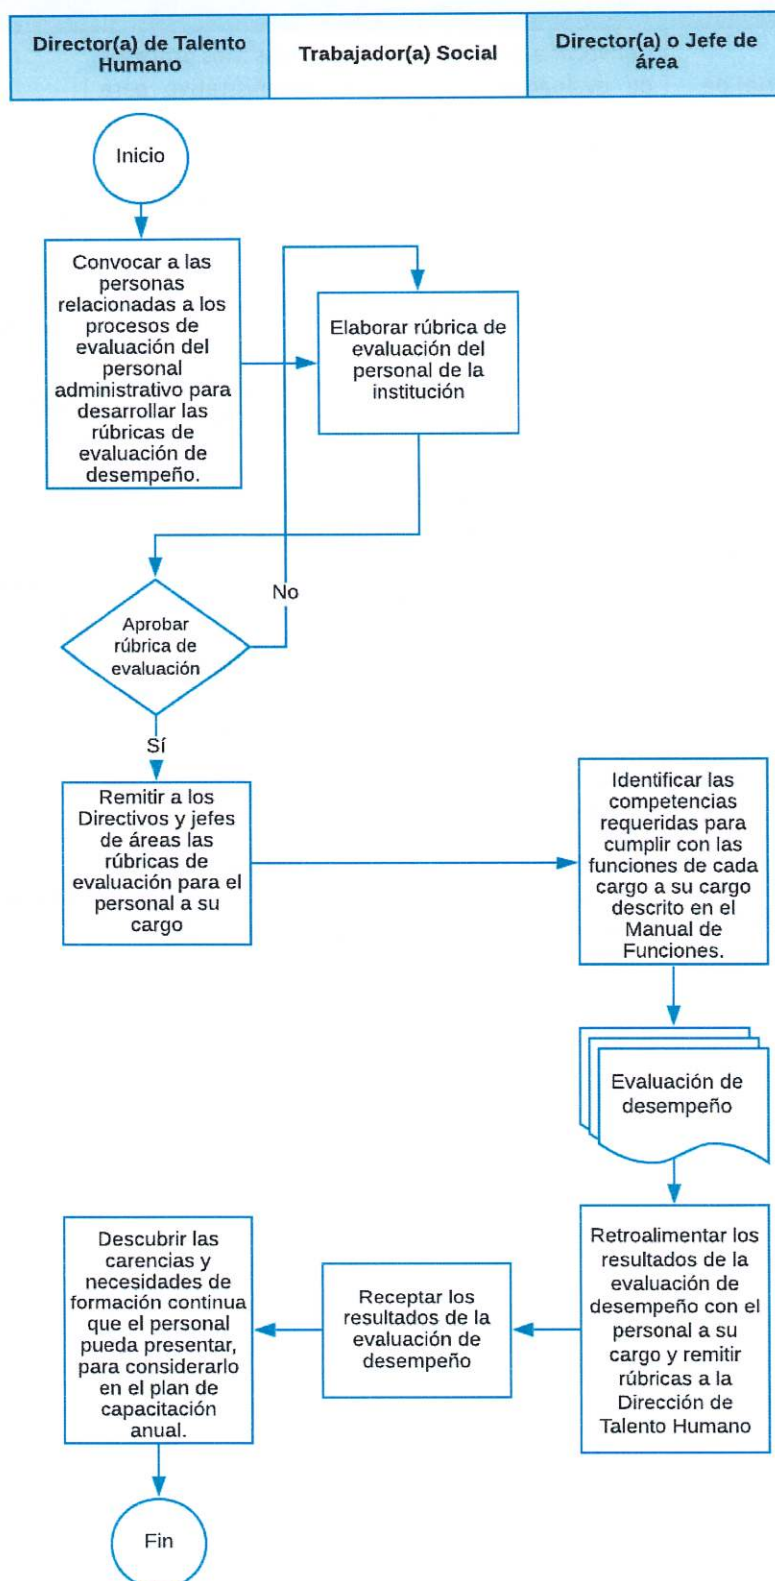 Director(a) de Talento
Humano
Trabajador(a) Social
Director(a) o Jefe de
área
Inicio
Convocar a las
personas
relacionadas a los
procesos de
evaluación del
personal
administrativo para
desarrollar las
rúbricas de
evaluación de
desempeño.
Elaborar rúbrica de
evaluación del
personal de la
institución
No
Aprobar
rúbrica de
evaluación
Sí
Remitir a los
Directivos y jefes
de áreas las
rúbricas de
evaluación para el
personal a su
cargo
Identificar las
competencias
requeridas para
cumplir con las
funciones de cada
cargo a su cargo
descrito en el
Manual de
Funciones.
Evaluación de
desempeño
Retroalimentar los
resultados de la
evaluación de
desempeño con el
personal a su
cargo y remitir
rúbricas a la
Dirección de
Talento Humano
Receptar los
resultados de la
evaluación de
desempeño
Descubrir las
carencias y
necesidades de
formación continua
que el personal
pueda presentar,
para considerarlo
en el plan de
capacitación
anual.
Fin